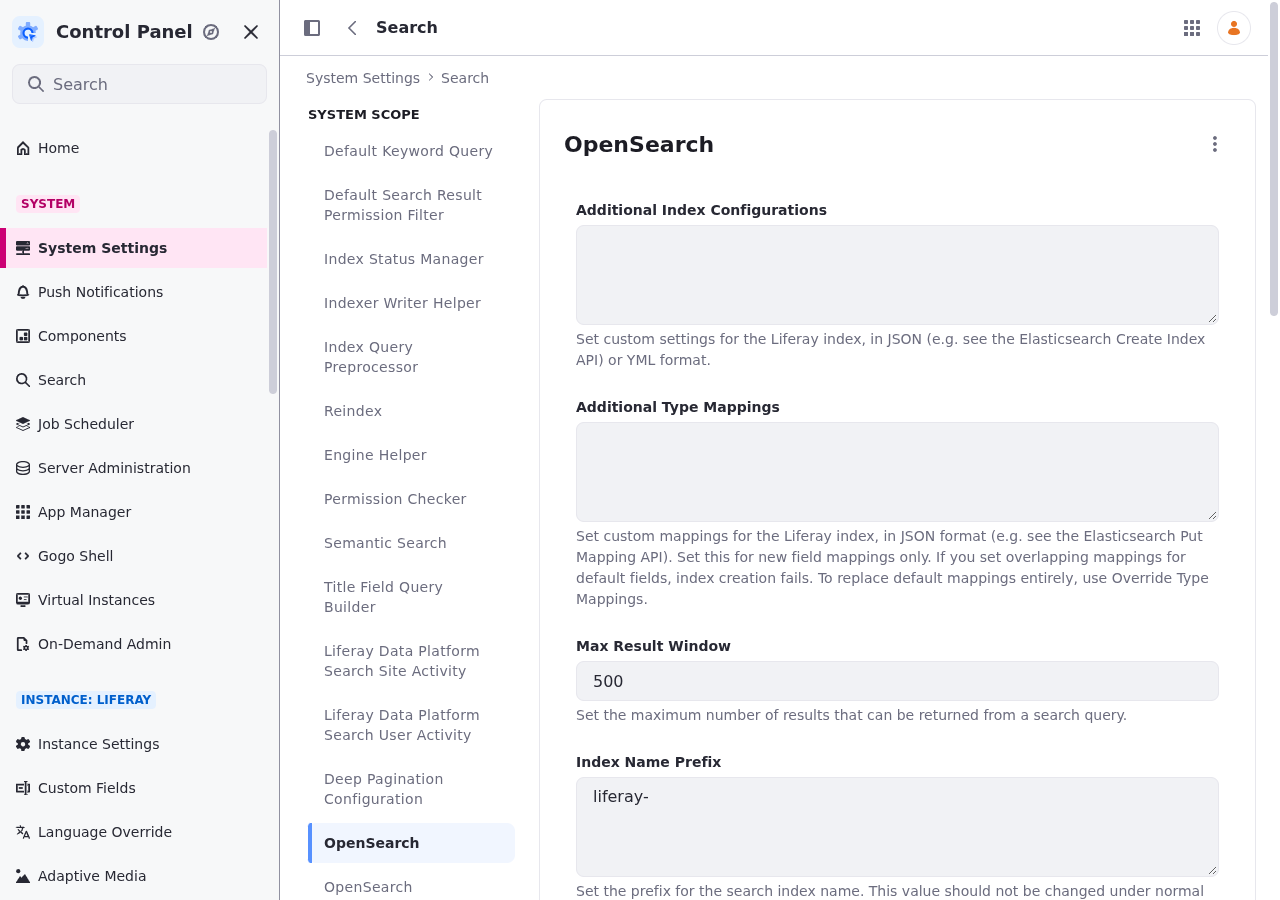 Control Panel
Search
Home
SYSTEM
System Settings
Push Notifications
Components
Search
Job Scheduler
Server Administration
App Manager
Gogo Shell
Virtual Instances
On-Demand Admin
INSTANCE: LIFERAY
Instance Settings
Custom Fields
Language Override
Adaptive Media
Search
System Settings
Search
SYSTEM SCOPE
Default Keyword Query
Default Search Result
Permission Filter
Index Status Manager
Indexer Writer Helper
Index Query
Preprocessor
Reindex
Engine Helper
Permission Checker
Semantic Search
Title Field Query
Builder
Liferay Data Platform
Search Site Activity
Liferay Data Platform
Search User Activity
Deep Pagination
Configuration
OpenSearch
OpenSearch
OpenSearch
Additional Index Configurations
Set custom settings for the Liferay index, in JSON (e.g. see the Elasticsearch Create Index
API) or YML format.
Additional Type Mappings
Set custom mappings for the Liferay index, in JSON format (e.g. see the Elasticsearch Put
Mapping API). Set this for new field mappings only. If you set overlapping mappings for
default fields, index creation fails. To replace default mappings entirely, use Override Type
Mappings.
Max Result Window
500
Set the maximum number of results that can be returned from a search query.
Index Name Prefix
liferay-
Set the prefix for the search index name. This value should not be changed under normal